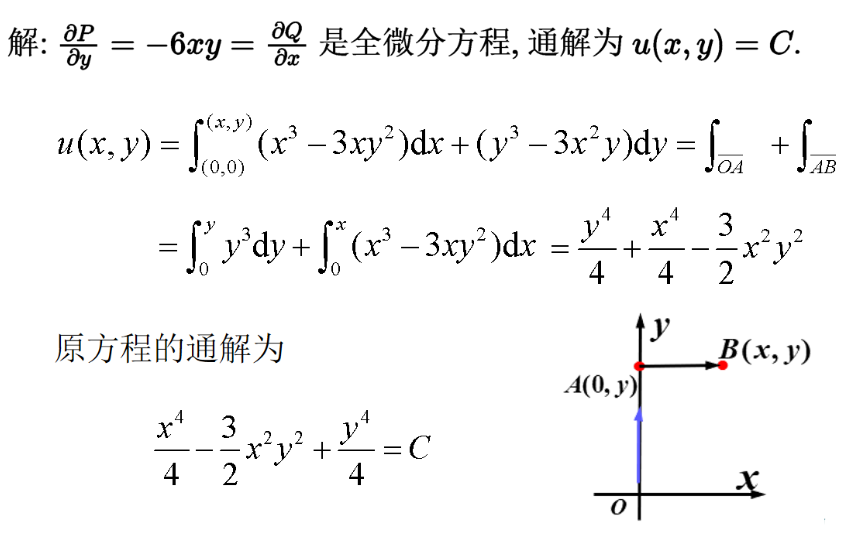 解: ∂P/∂y = −6xy = ∂Q/∂x 是全微分方程, 通解为 u(x, y) = C.
u(x, y) = ∫_{(0,0)}^{(x,y)} (x³ − 3xy²)dx + (y³ − 3x²y)dy = ∫_{\overline{OA}} + ∫_{\overline{AB}}
= ∫_0^y y³dy + ∫_0^x (x³ − 3xy²)dx = y⁴/4 + x⁴/4 − 3/2 x²y²
原方程的通解为
x⁴/4 − 3/2 x²y² + y⁴/4 = C
y
B(x, y)
A(0, y)
x
O